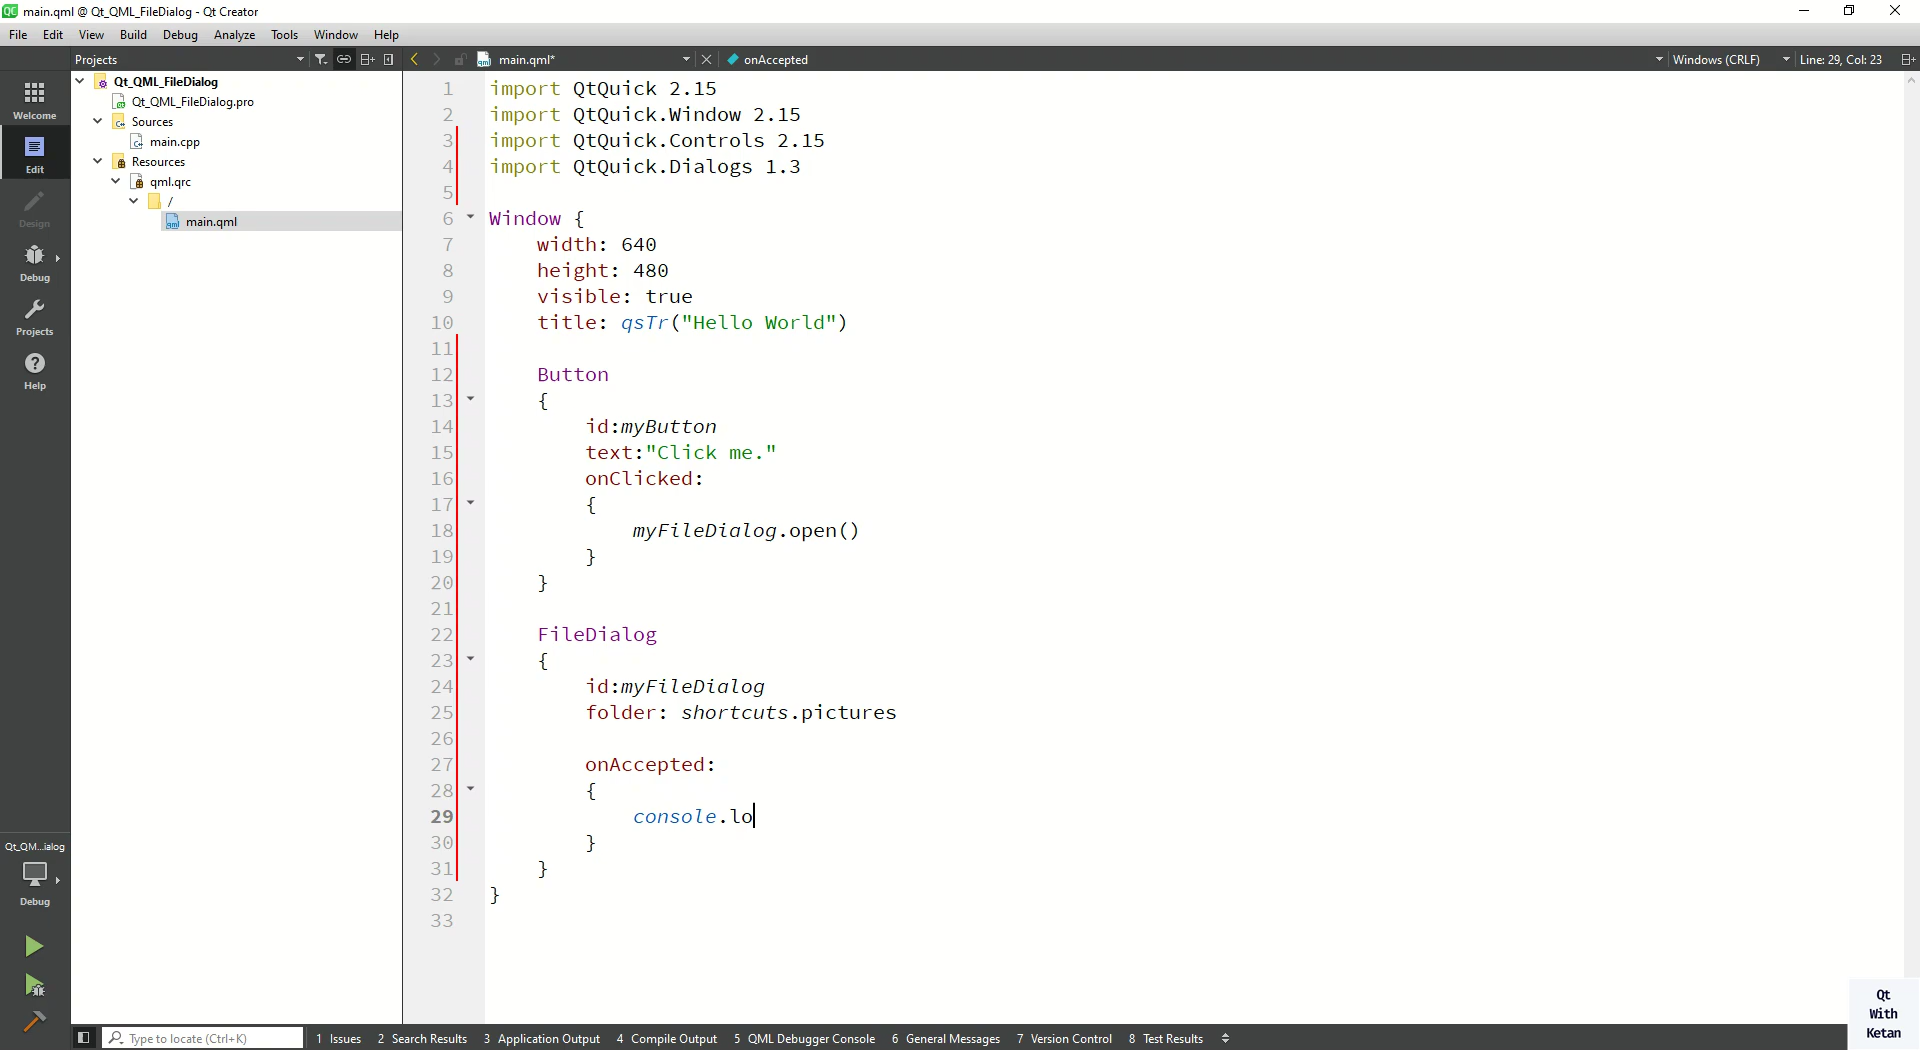 main.qml @ Qt_QML_FileDialog - Qt Creator
File Edit View Build Debug Analyze Tools Window Help
Projects
main.qml*
onAccepted
Windows (CRLF)
Line: 29, Col: 23
Welcome
Edit
Design
Debug
Projects
Help
Qt_QM...ialog
Debug
Qt_QML_FileDialog
Qt_QML_FileDialog.pro
Sources
main.cpp
Resources
qml.qrc
/
main.qml
1 import QtQuick 2.15
2 import QtQuick.Window 2.15
3 import QtQuick.Controls 2.15
4 import QtQuick.Dialogs 1.3
5
6 Window {
7 width: 640
8 height: 480
9 visible: true
10 title: qsTr("Hello World")
11
12 Button
13 {
14 id:myButton
15 text:"Click me."
16 onClicked:
17 {
18 myFileDialog.open()
19 }
20 }
21
22 FileDialog
23 {
24 id:myFileDialog
25 folder: shortcuts.pictures
26
27 onAccepted:
28 {
29 console.lo
30 }
31 }
32 }
33
Type to locate (Ctrl+K)
1 Issues 2 Search Results 3 Application Output 4 Compile Output 5 QML Debugger Console 6 General Messages 7 Version Control 8 Test Results
Qt
With
Ketan